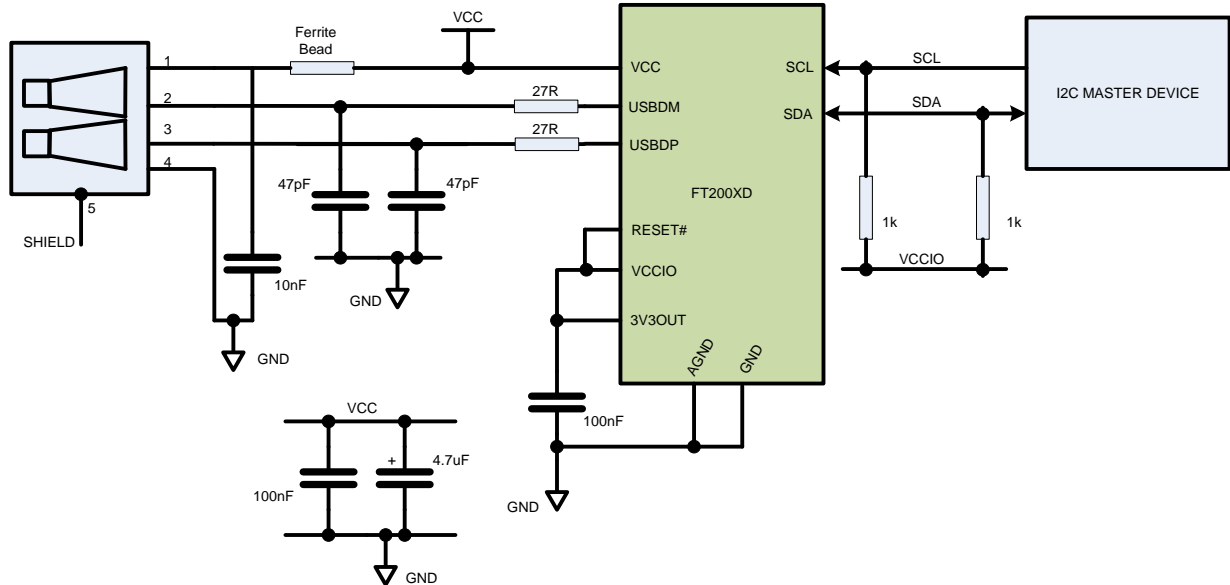 VCC
Ferrite
Bead
1
2
3
4
5
SHIELD
27R
27R
47pF
47pF
10nF
GND
GND
VCC
USBDM
USBDP
RESET#
VCCIO
3V3OUT
FT200XD
SCL
SDA
AGND
GND
SCL
SDA
I2C MASTER DEVICE
1k
1k
VCCIO
100nF
GND
VCC
100nF
+
4.7uF
GND